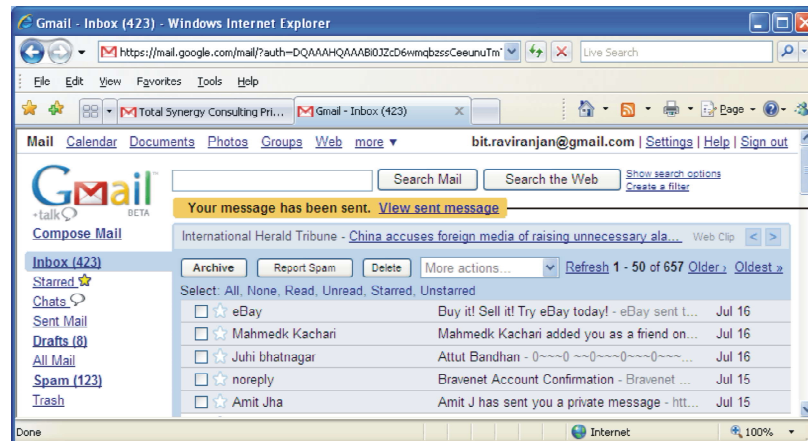 Gmail - Inbox (423) - Windows Internet Explorer
https://mail.google.com/mail/?auth=
Live Search
File Edit View Favorites Tools Help
Total Synergy Consulting Pri... Gmail - Inbox (423) Page
Mail Calendar Documents Photos Groups Web more ▼ bit.raviranjan@gmail.com | Settings | Help | Sign out
Gmail™
+talk BETA
Search Mail Search the Web Show search options
Create a filter
Your message has been sent. View sent message
Compose Mail
International Herald Tribune - China accuses foreign media of raising unnecessary ala... Web Clip < >
Inbox (423)
Archive Report Spam Delete More actions... Refresh 1 - 50 of 657 Older › Oldest »
Starred
Select: All, None, Read, Unread, Starred, Unstarred
Chats
eBay Buy it! Sell it! Try eBay today! - eBay sent t... Jul 16
Sent Mail
Mahmedk Kachari Mahmedk Kachari added you as a friend on... Jul 16
Drafts (8)
Juhi bhatnagar Attut Bandhan - 0~~~0 ~~0~~~0~~~0~~~... Jul 16
All Mail
noreply Bravenet Account Confirmation - Bravenet ... Jul 15
Spam (123)
Amit Jha Amit J has sent you a private message - htt... Jul 15
Trash
Done Internet 100%